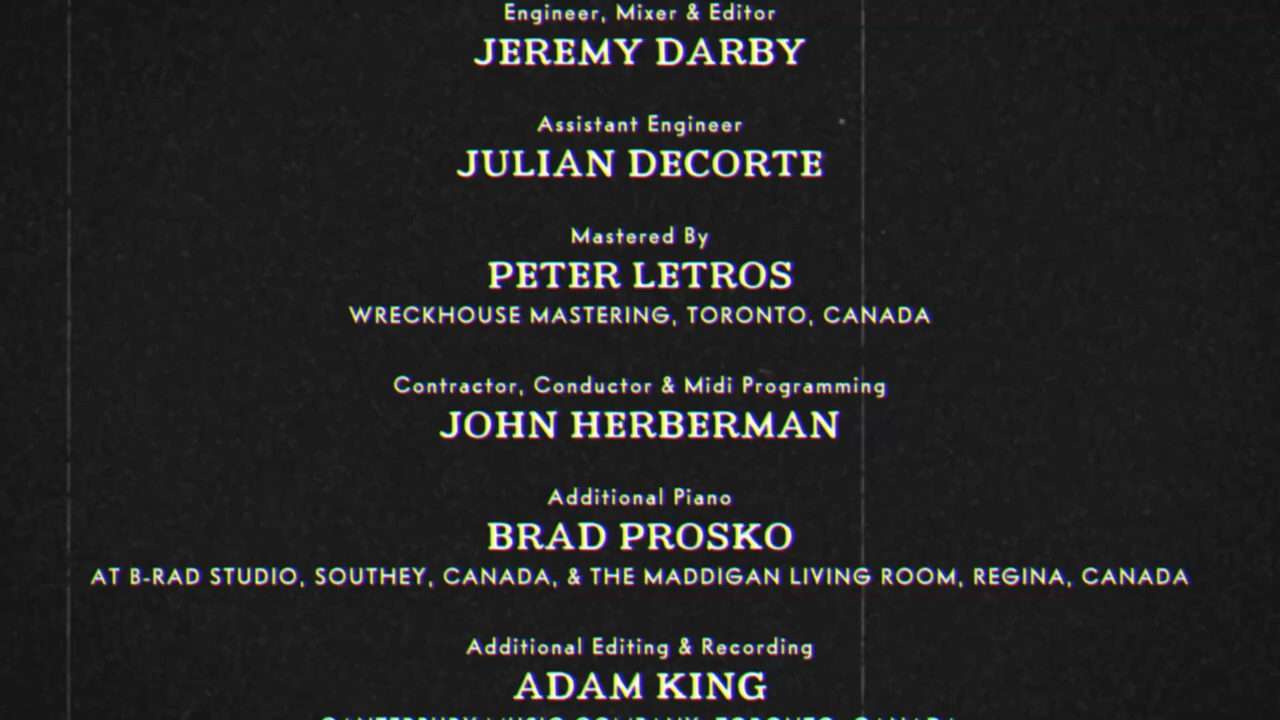 Engineer, Mixer & Editor
JEREMY DARBY
Assistant Engineer
JULIAN DECORTE
Mastered By
PETER LETROS
WRECKHOUSE MASTERING, TORONTO, CANADA
Contractor, Conductor & Midi Programming
JOHN HERBERMAN
Additional Piano
BRAD PROSKO
AT B-RAD STUDIO, SOUTHEY, CANADA, & THE MADDIGAN LIVING ROOM, REGINA, CANADA
Additional Editing & Recording
ADAM KING